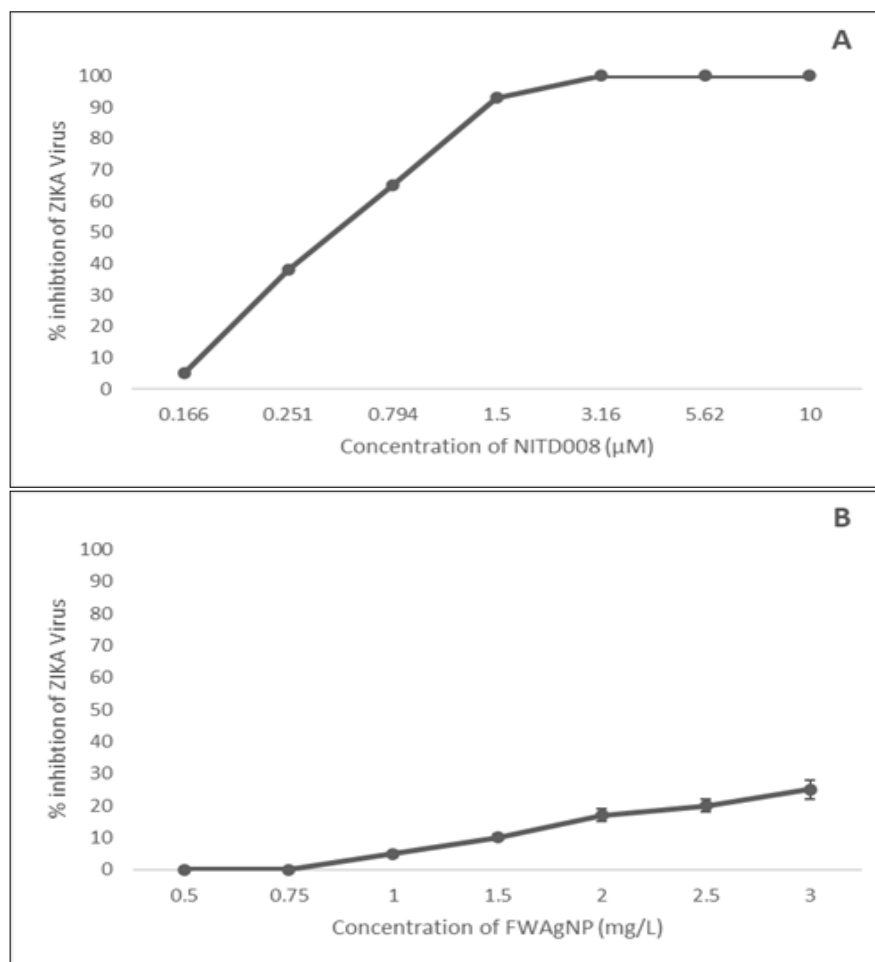 A
% inhibtion of ZIKA Virus
100
90
80
70
60
50
40
30
20
10
0
0.166 0.251 0.794 1.5 3.16 5.62 10
Concentration of NITD008 (μM)
B
% inhibtion of ZIKA Virus
100
90
80
70
60
50
40
30
20
10
0
0.5 0.75 1 1.5 2 2.5 3
Concentration of FWAgNP (mg/L)